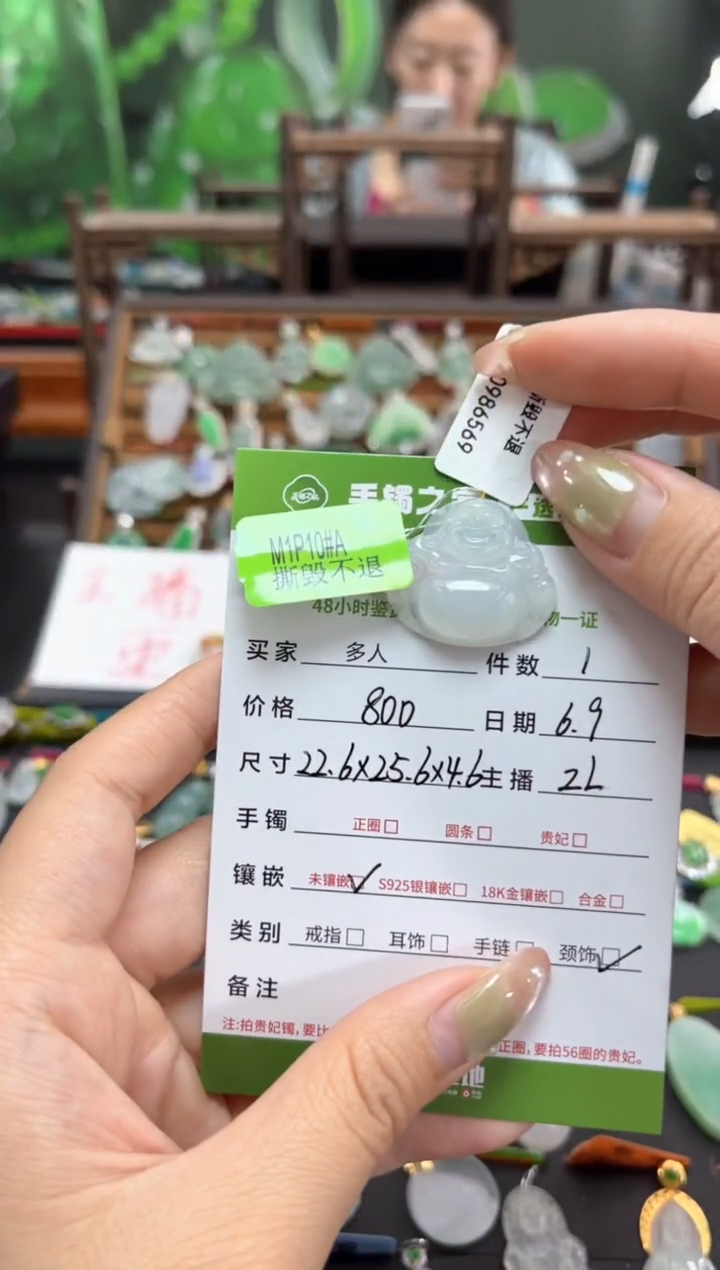 0986569
撕毁不退
手镯之
M1P10#A
撕毁不退
48小时鉴
物一证
买家 多人 件数 1
价格 800 日期 6.9
尺寸 22.6x25.6x4.6 主播 ZL
手镯 正圈 圆条 贵妃
镶嵌 未镶嵌 ✓ S925银镶嵌 18K金镶嵌 合金
类别 戒指 耳饰 手链 颈饰 ✓
备注
注:拍贵妃镯,要比 正圈,要拍56圈的贵妃。
地